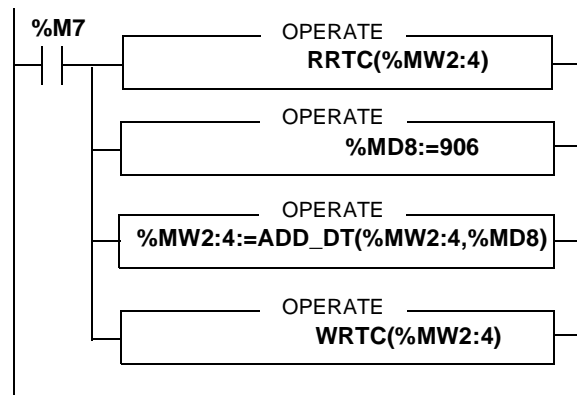 %M7
OPERATE
RRTC(%MW2:4)
OPERATE
%MD8:=906
OPERATE
%MW2:4:=ADD_DT(%MW2:4,%MD8)
OPERATE
WRTC(%MW2:4)